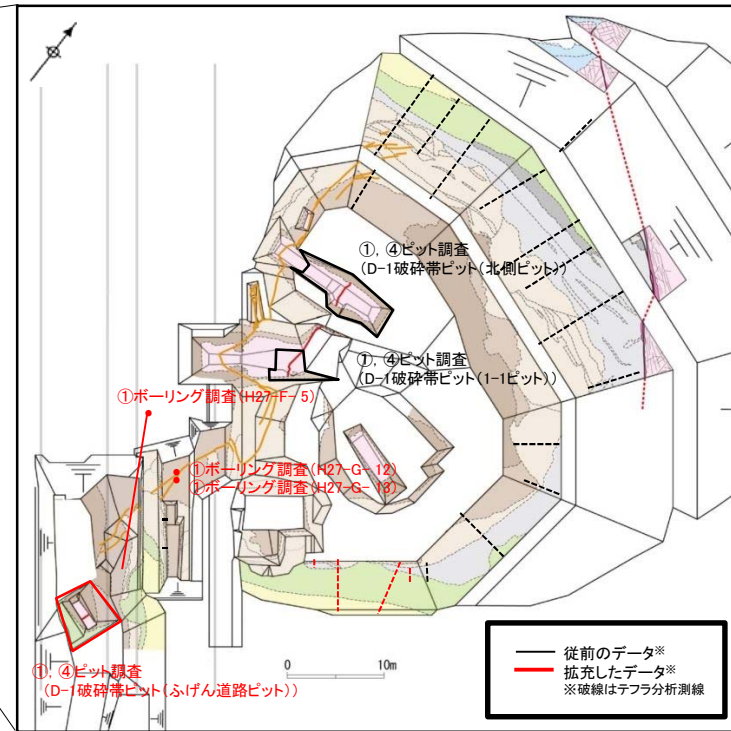 ①, ④ピット調査
(D-1破砕帯ピット(北側ピット))
①, ④ピット調査
(D-1破砕帯ピット(1-1ピット))
①ボーリング調査(H27-F-5)
①ボーリング調査(H27-G-12)
①ボーリング調査(H27-G-13)
①, ④ピット調査
(D-1破砕帯ピット(ふげん道路ピット))
0 10m
従前のデータ※
拡充したデータ※
※破線はテフラ分析測線